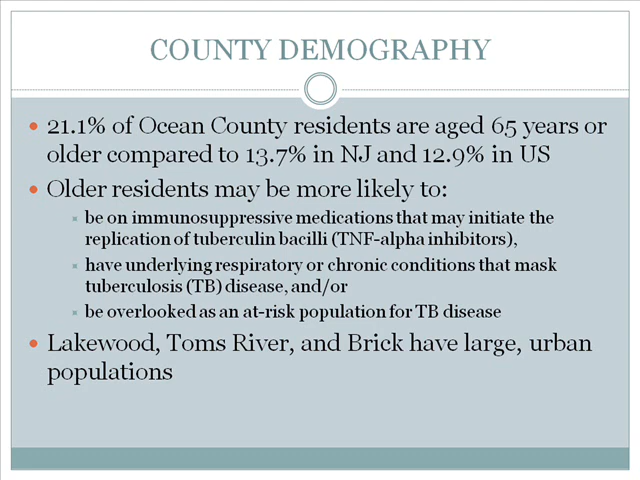 COUNTY DEMOGRAPHY
21.1% of Ocean County residents are aged 65 years or
older compared to 13.7% in NJ and 12.9% in US
Older residents may be more likely to:
be on immunosuppressive medications that may initiate the
replication of tuberculin bacilli (TNF-alpha inhibitors),
have underlying respiratory or chronic conditions that mask
tuberculosis (TB) disease, and/or
be overlooked as an at-risk population for TB disease
Lakewood, Toms River, and Brick have large, urban
populations